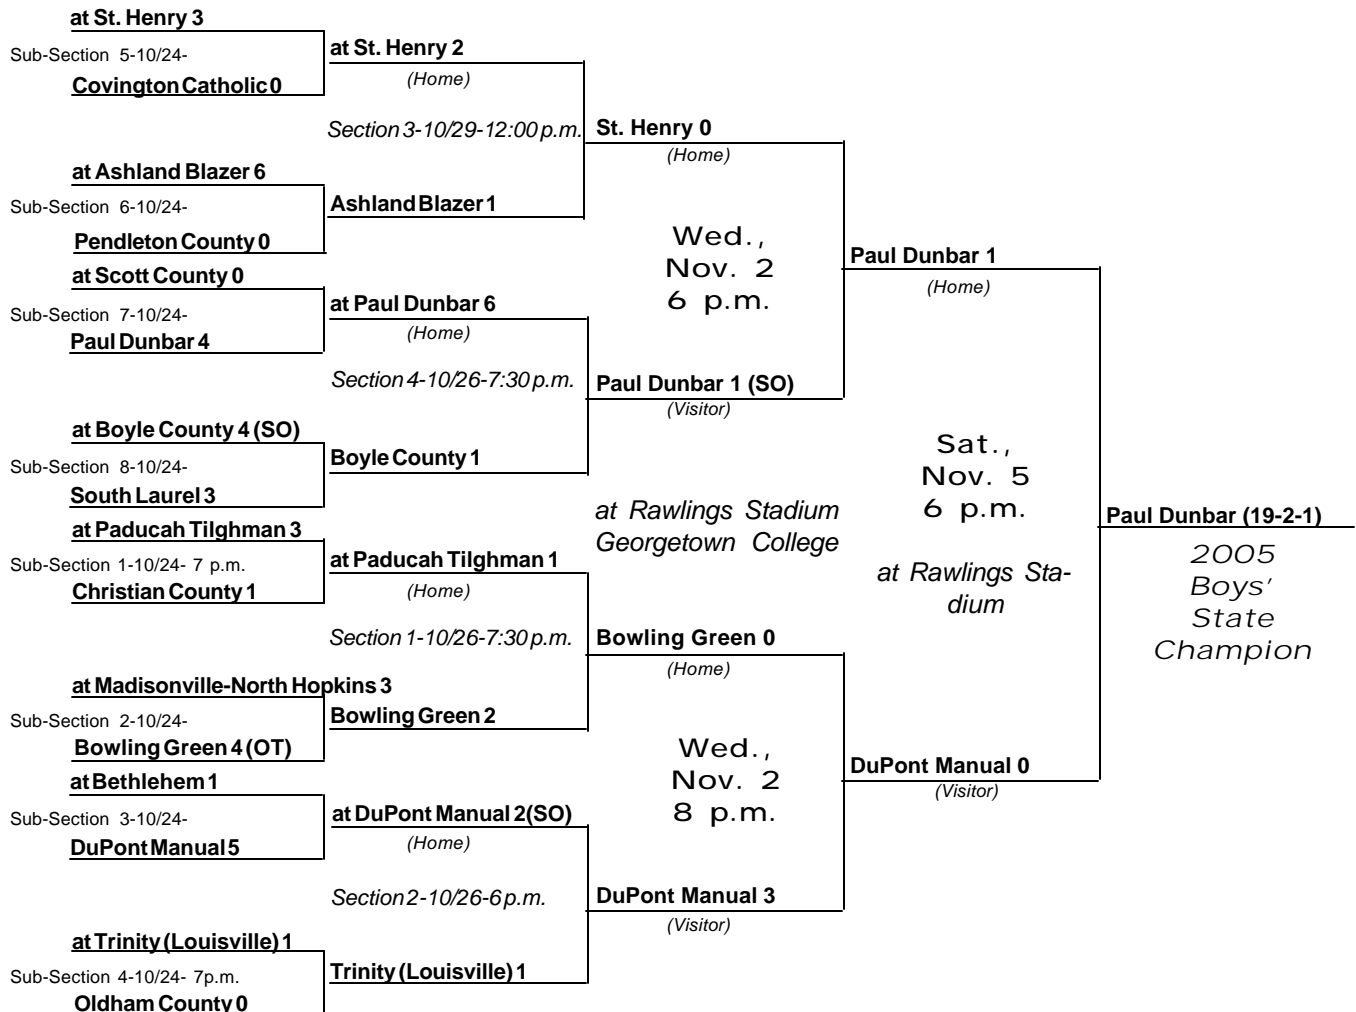 at St. Henry 3
Sub-Section 5-10/24-
Covington Catholic 0
at St. Henry 2
(Home)
Section 3-10/29-12:00 p.m.
at Ashland Blazer 6
Sub-Section 6-10/24-
Pendleton County 0
Ashland Blazer 1
St. Henry 0
(Home)
at Scott County 0
Sub-Section 7-10/24-
Paul Dunbar 4
at Paul Dunbar 6
(Home)
Section 4-10/26-7:30 p.m.
at Boyle County 4 (SO)
Sub-Section 8-10/24-
South Laurel 3
Boyle County 1
Wed.,
Nov. 2
6 p.m.
Paul Dunbar 1 (SO)
(Visitor)
Paul Dunbar 1
(Home)
at Rawlings Stadium
Georgetown College
at Paducah Tilghman 3
Sub-Section 1-10/24- 7 p.m.
Christian County 1
at Paducah Tilghman 1
(Home)
Section 1-10/26-7:30 p.m.
at Madisonville-North Hopkins 3
Sub-Section 2-10/24-
Bowling Green 4 (OT)
Bowling Green 2
Bowling Green 0
(Home)
at Bethlehem 1
Sub-Section 3-10/24-
DuPont Manual 5
at DuPont Manual 2(SO)
(Home)
Section 2-10/26-6 p.m.
at Trinity (Louisville) 1
Sub-Section 4-10/24- 7p.m.
Oldham County 0
Trinity (Louisville) 1
Wed.,
Nov. 2
8 p.m.
DuPont Manual 3
(Visitor)
DuPont Manual 0
(Visitor)
Sat.,
Nov. 5
6 p.m.
at Rawlings Sta-
dium
Paul Dunbar (19-2-1)
2005
Boys'
State
Champion